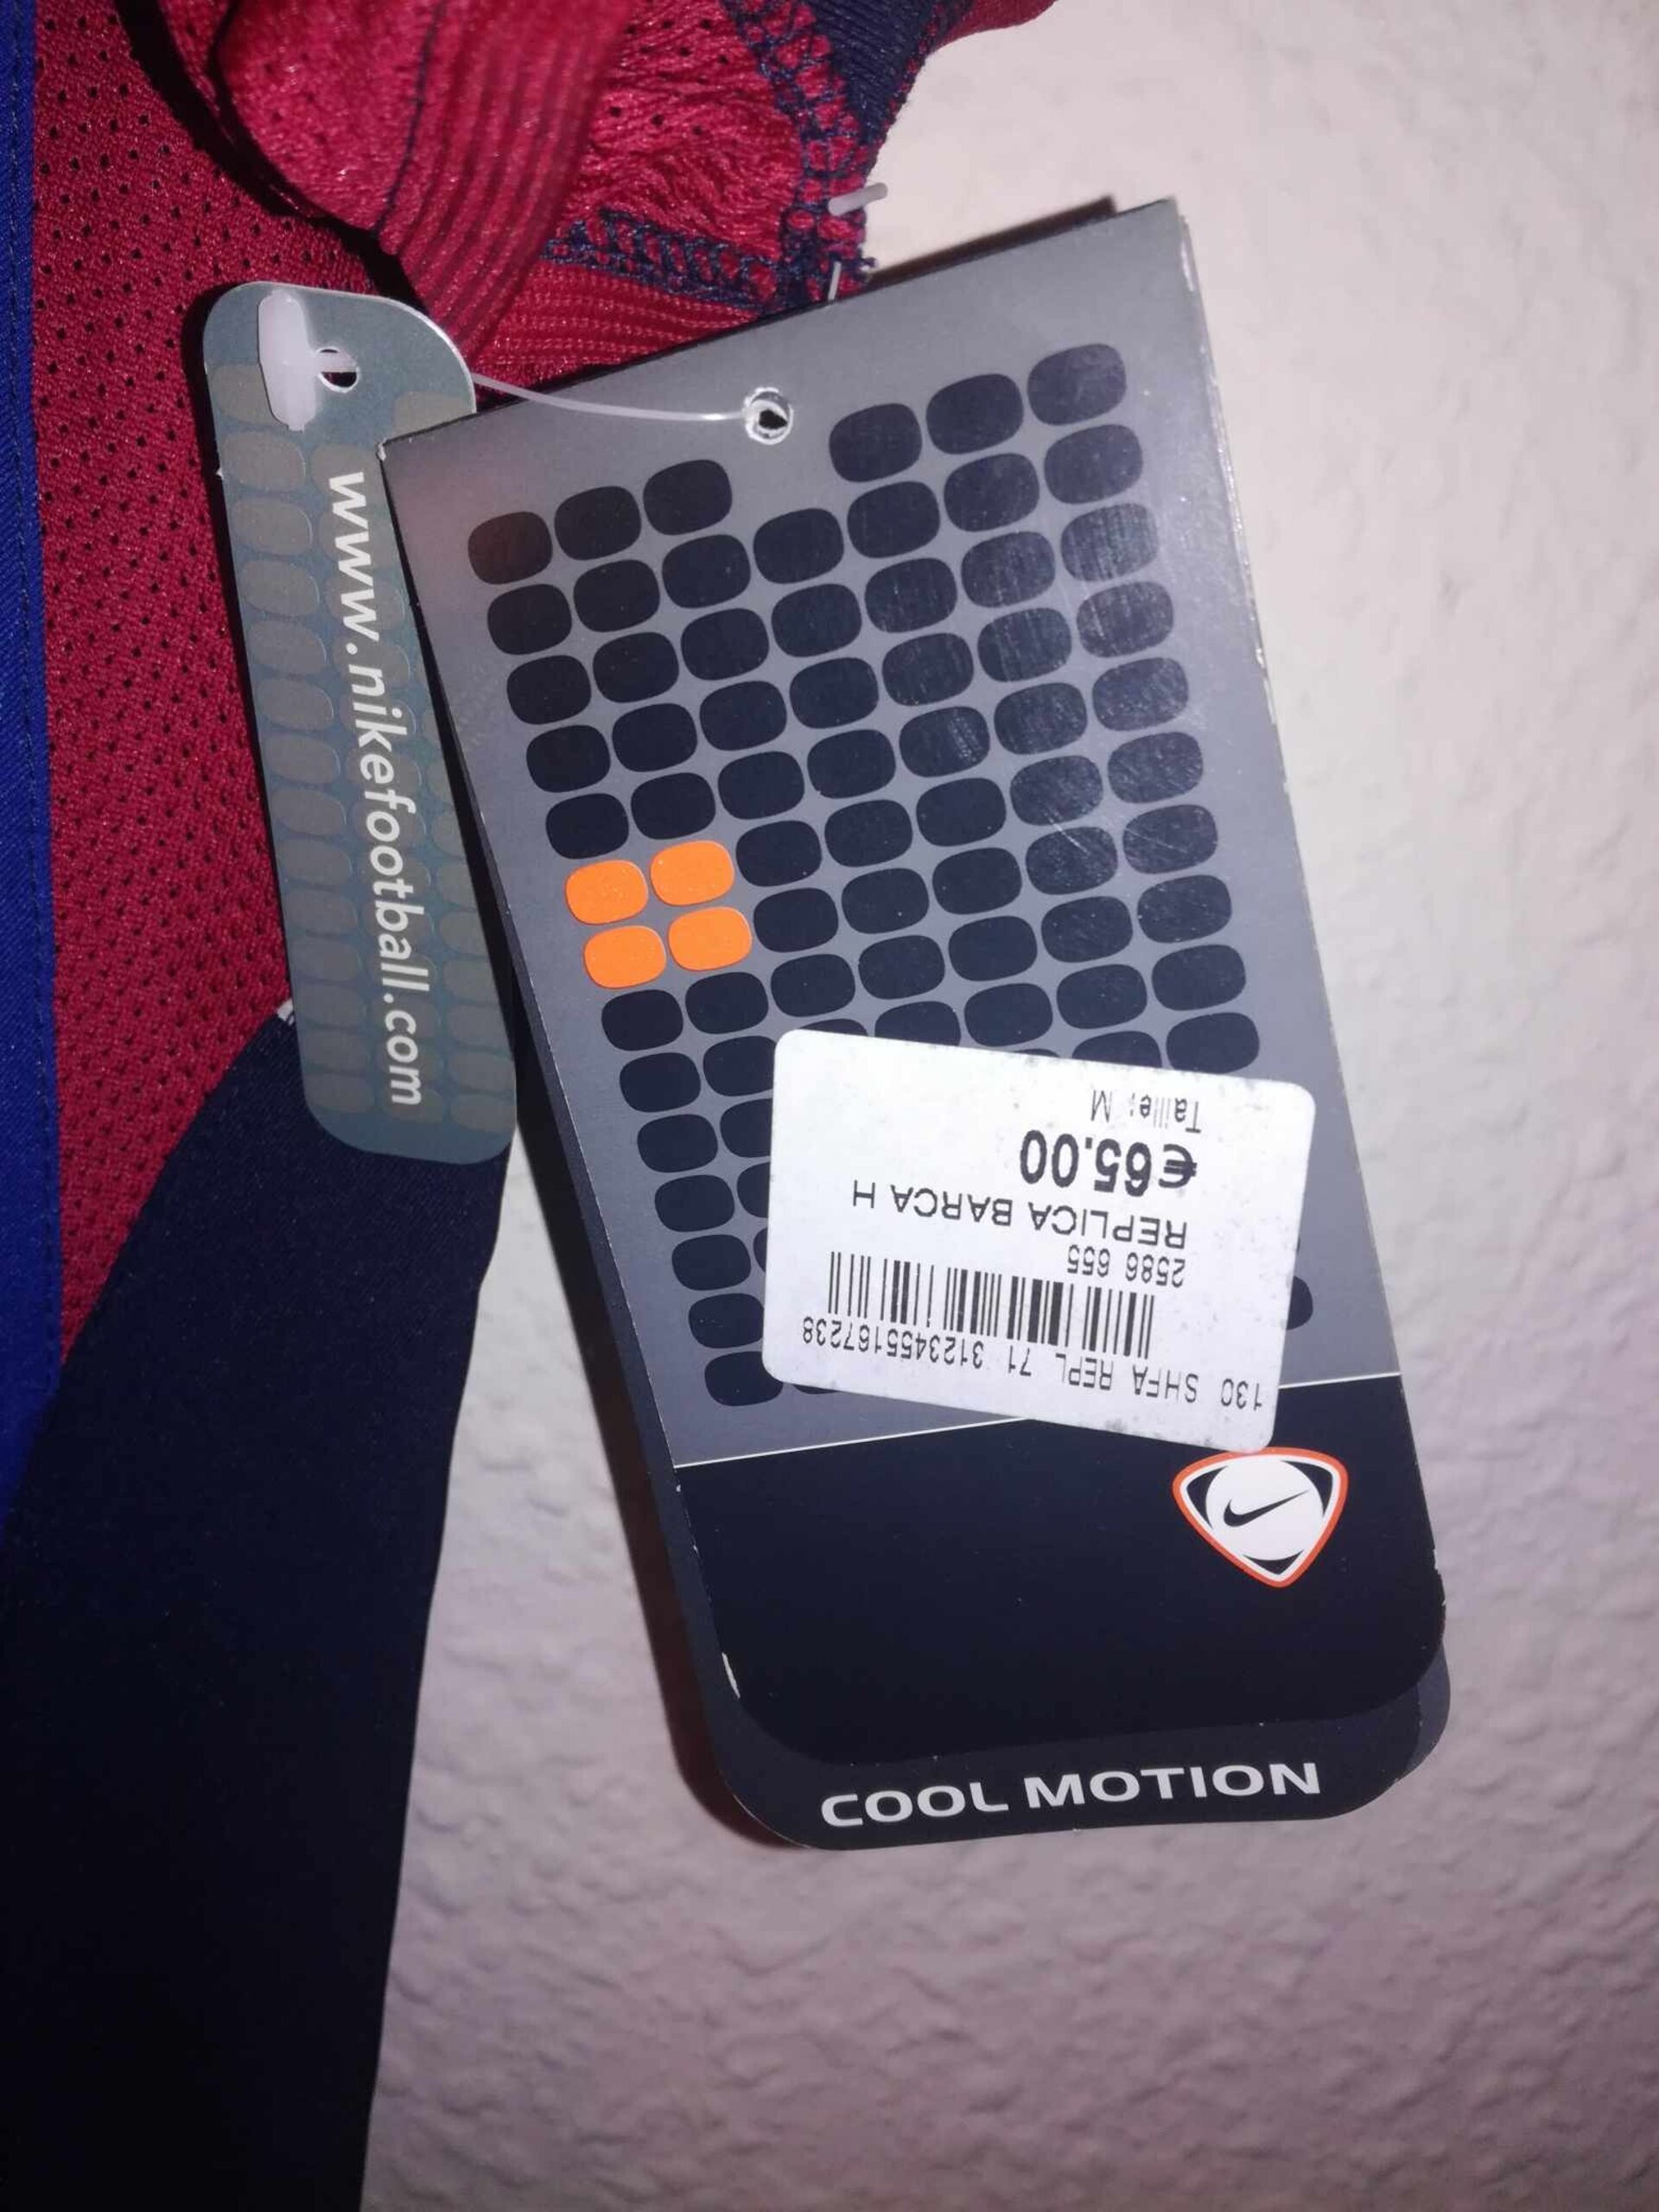 www.nikefootball.com
130 SHFA REPL 71 3123455167238
2586 655
REPLICA BARCA H
€65.00
Taille: M
COOL MOTION